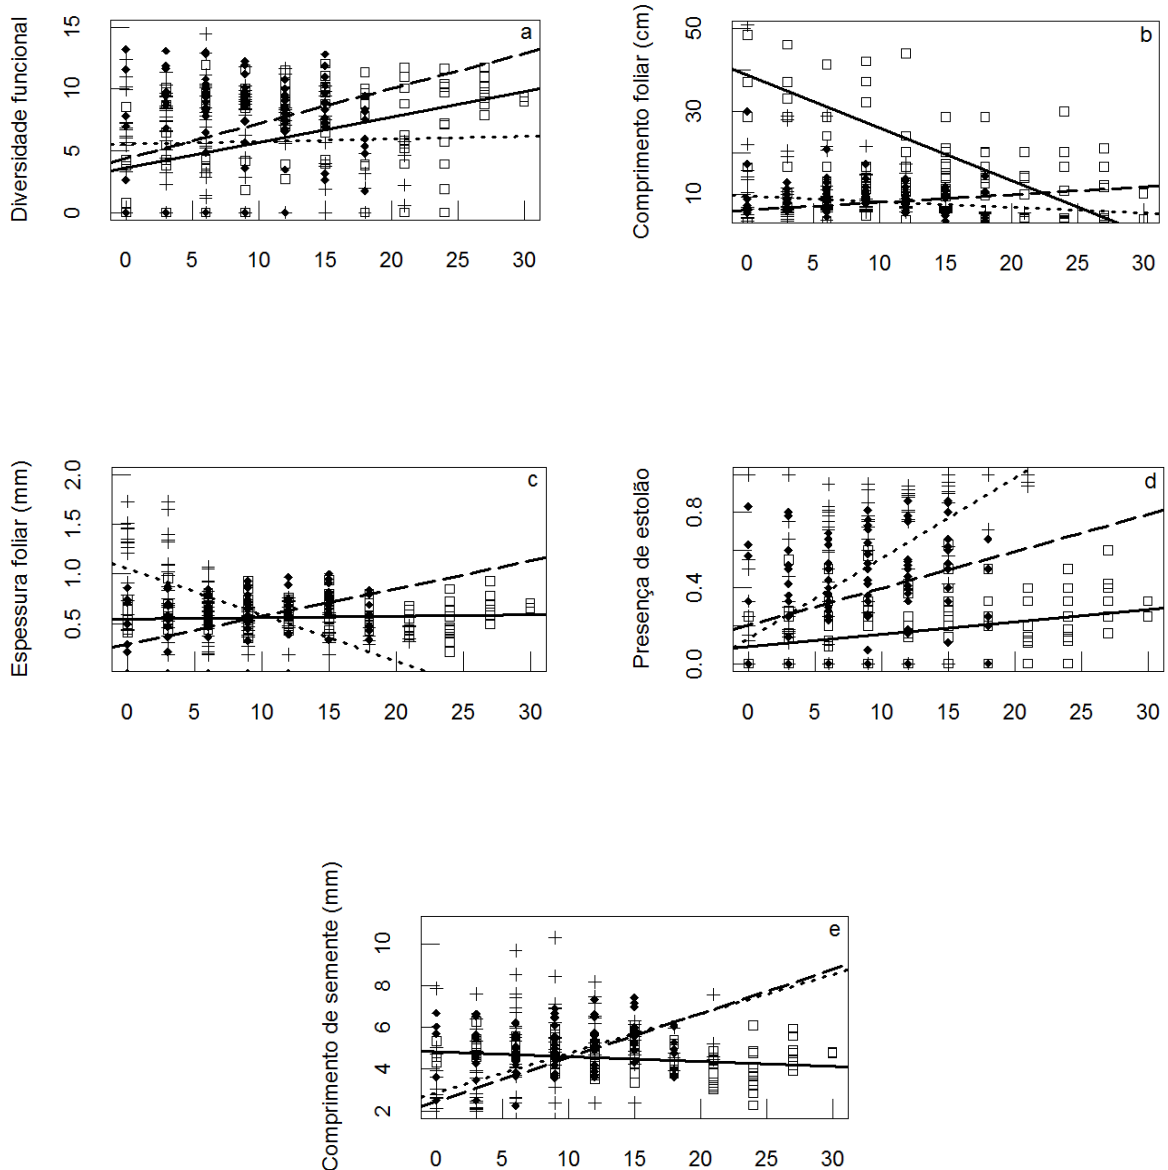 Diversidade funcional
15
10
5
0
a
0 5 10 15 20 25 30
Comprimento foliar (cm)
50
30
10
b
0 5 10 15 20 25 30
Espessura foliar (mm)
2.0
1.5
1.0
0.5
c
0 5 10 15 20 25 30
Presença de estolão
0.8
0.4
0.0
d
0 5 10 15 20 25 30
Comprimento de semente (mm)
10
8
6
4
2
e
0 5 10 15 20 25 30